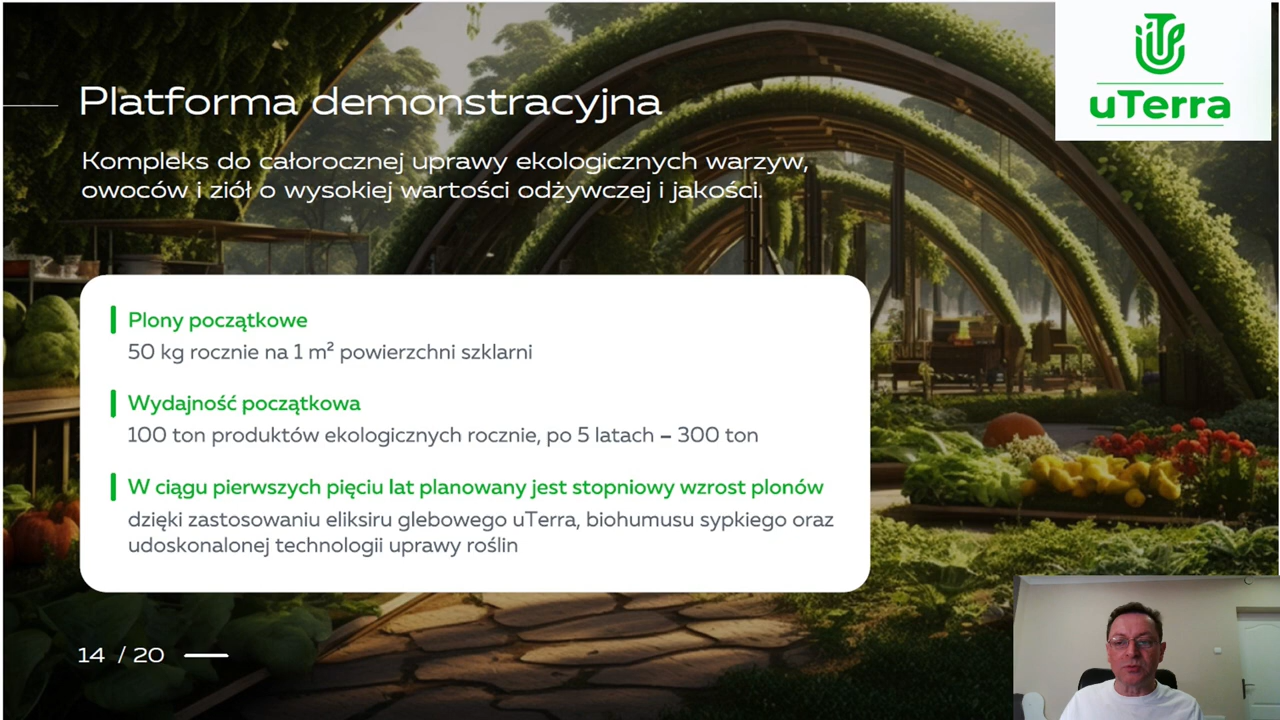 Platforma demonstracyjna
Kompleks do całorocznej uprawy ekologicznych warzyw,
owoców i ziół o wysokiej wartości odżywczej i jakości.
uTerra
Plony początkowe
50 kg rocznie na 1 m² powierzchni szklarni
Wydajność początkowa
100 ton produktów ekologicznych rocznie, po 5 latach – 300 ton
W ciągu pierwszych pięciu lat planowany jest stopniowy wzrost plonów
dzięki zastosowaniu eliksiru glebowego uTerra, biohumusu sypkiego oraz
udoskonalonej technologii uprawy roślin
14 / 20